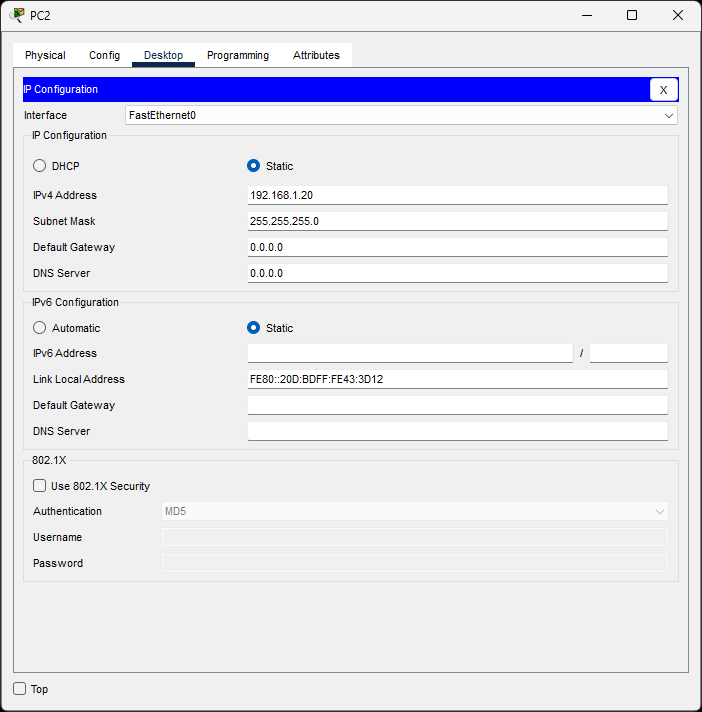 PC2
Physical Config Desktop Programming Attributes
IP Configuration X
Interface FastEthernet0
IP Configuration
DHCP Static
IPv4 Address 192.168.1.20
Subnet Mask 255.255.255.0
Default Gateway 0.0.0.0
DNS Server 0.0.0.0
IPv6 Configuration
Automatic Static
IPv6 Address /
Link Local Address FE80::20D:BDFF:FE43:3D12
Default Gateway
DNS Server
802.1X
Use 802.1X Security
Authentication MD5
Username
Password
Top